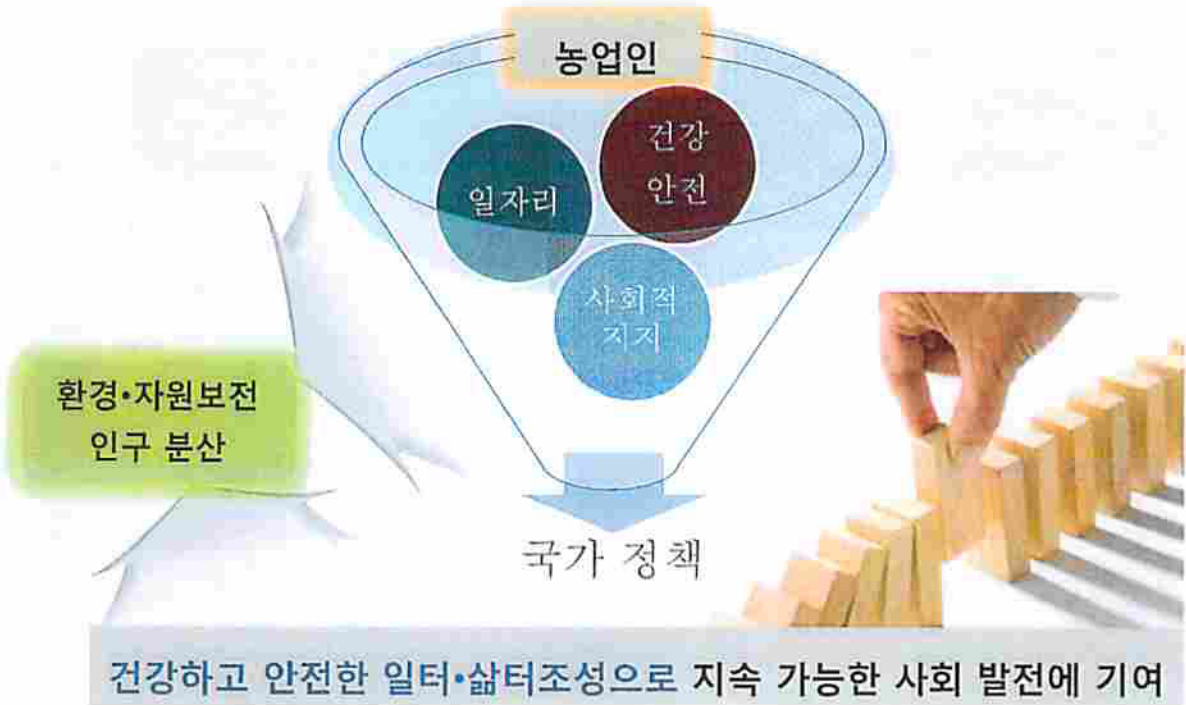 농업인
건강
안전
일자리
사회적
지지
환경•자원보전
인구 분산
국가 정책
건강하고 안전한 일터•삶터조성으로 지속 가능한 사회 발전에 기여